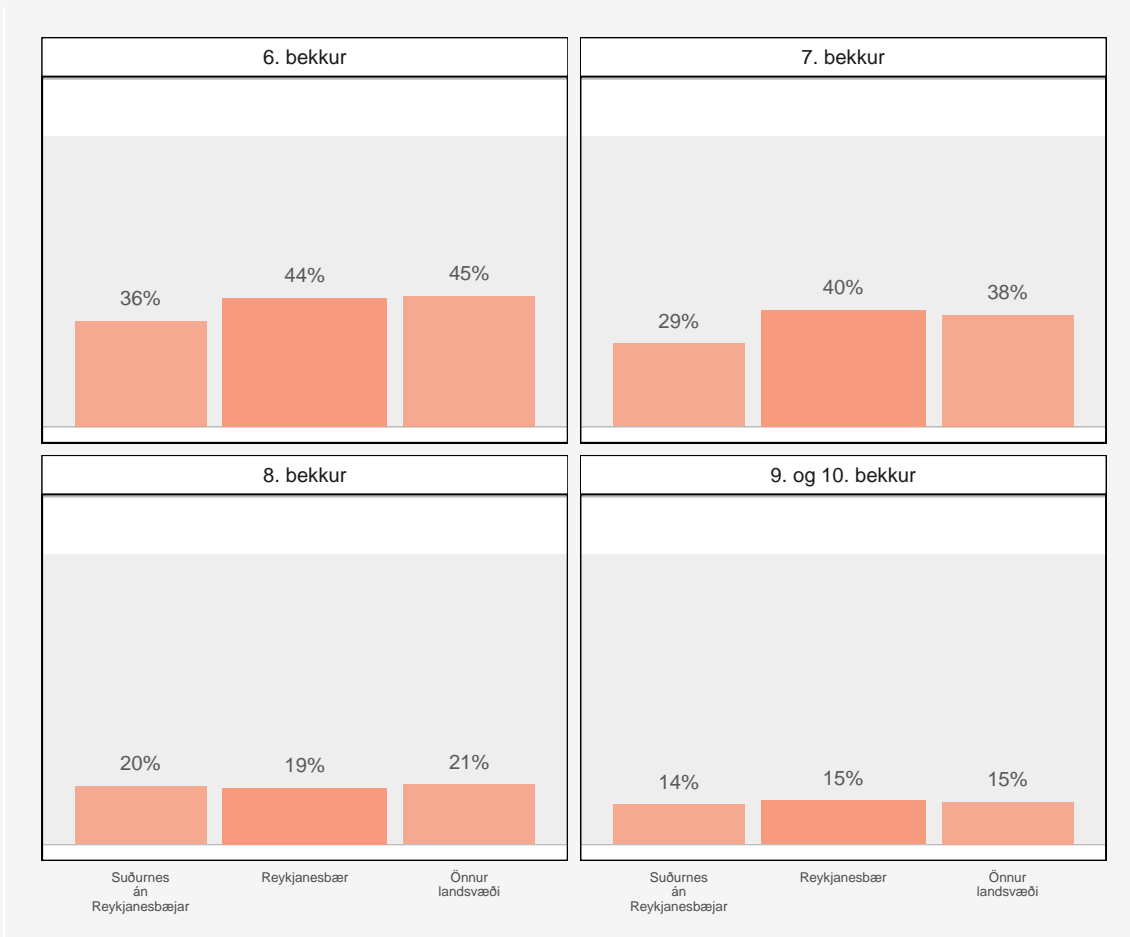 6. bekkur
36%
44%
45%
7. bekkur
29%
40%
38%
8. bekkur
20%
19%
21%
9. og 10. bekkur
14%
15%
15%
Suðurnes
án
Reykjanesbæjar
Reykjanesbær
Önnur
landsvæði
Suðurnes
án
Reykjanesbæjar
Reykjanesbær
Önnur
landsvæði